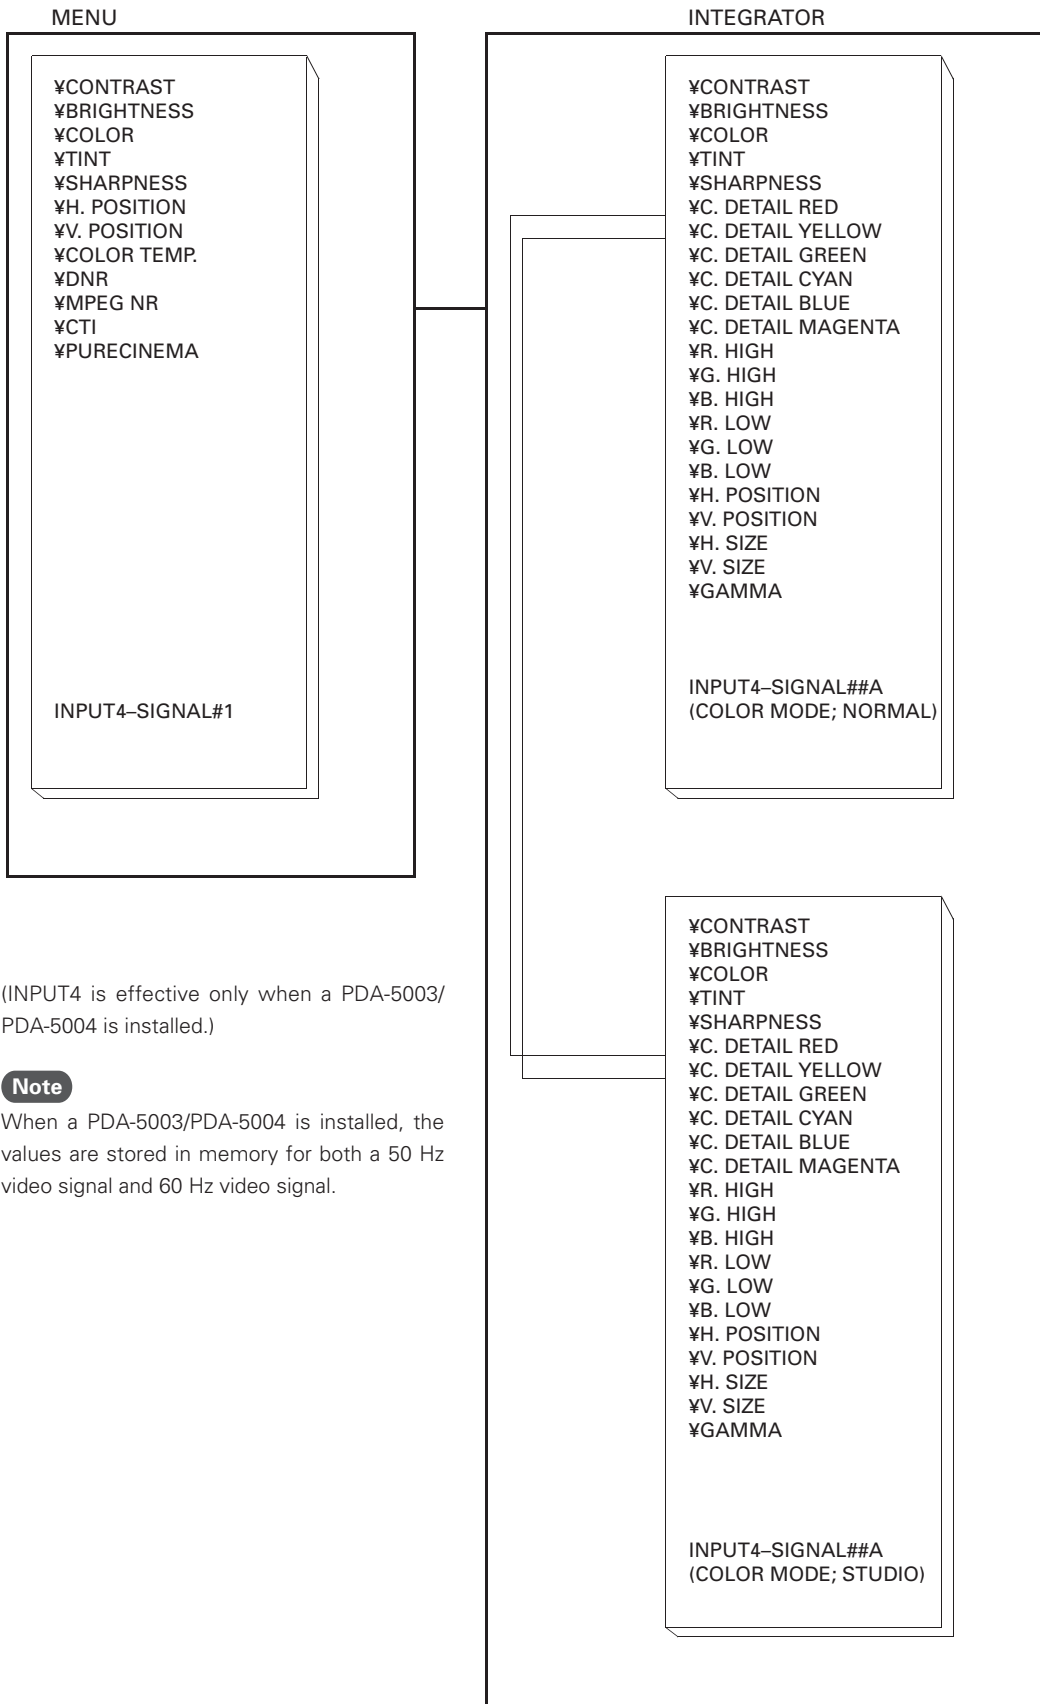 MENU
¥CONTRAST
¥BRIGHTNESS
¥COLOR
¥TINT
¥SHARPNESS
¥H. POSITION
¥V. POSITION
¥COLOR TEMP.
¥DNR
¥MPEG NR
¥CTI
¥PURECINEMA
INPUT4–SIGNAL#1
(INPUT4 is effective only when a PDA-5003/
PDA-5004 is installed.)
Note
When a PDA-5003/PDA-5004 is installed, the
values are stored in memory for both a 50 Hz
video signal and 60 Hz video signal.
INTEGRATOR
¥CONTRAST
¥BRIGHTNESS
¥COLOR
¥TINT
¥SHARPNESS
¥C. DETAIL RED
¥C. DETAIL YELLOW
¥C. DETAIL GREEN
¥C. DETAIL CYAN
¥C. DETAIL BLUE
¥C. DETAIL MAGENTA
¥R. HIGH
¥G. HIGH
¥B. HIGH
¥R. LOW
¥G. LOW
¥B. LOW
¥H. POSITION
¥V. POSITION
¥H. SIZE
¥V. SIZE
¥GAMMA
INPUT4–SIGNAL##A
(COLOR MODE; NORMAL)
¥CONTRAST
¥BRIGHTNESS
¥COLOR
¥TINT
¥SHARPNESS
¥C. DETAIL RED
¥C. DETAIL YELLOW
¥C. DETAIL GREEN
¥C. DETAIL CYAN
¥C. DETAIL BLUE
¥C. DETAIL MAGENTA
¥R. HIGH
¥G. HIGH
¥B. HIGH
¥R. LOW
¥G. LOW
¥B. LOW
¥H. POSITION
¥V. POSITION
¥H. SIZE
¥V. SIZE
¥GAMMA
INPUT4–SIGNAL##A
(COLOR MODE; STUDIO)